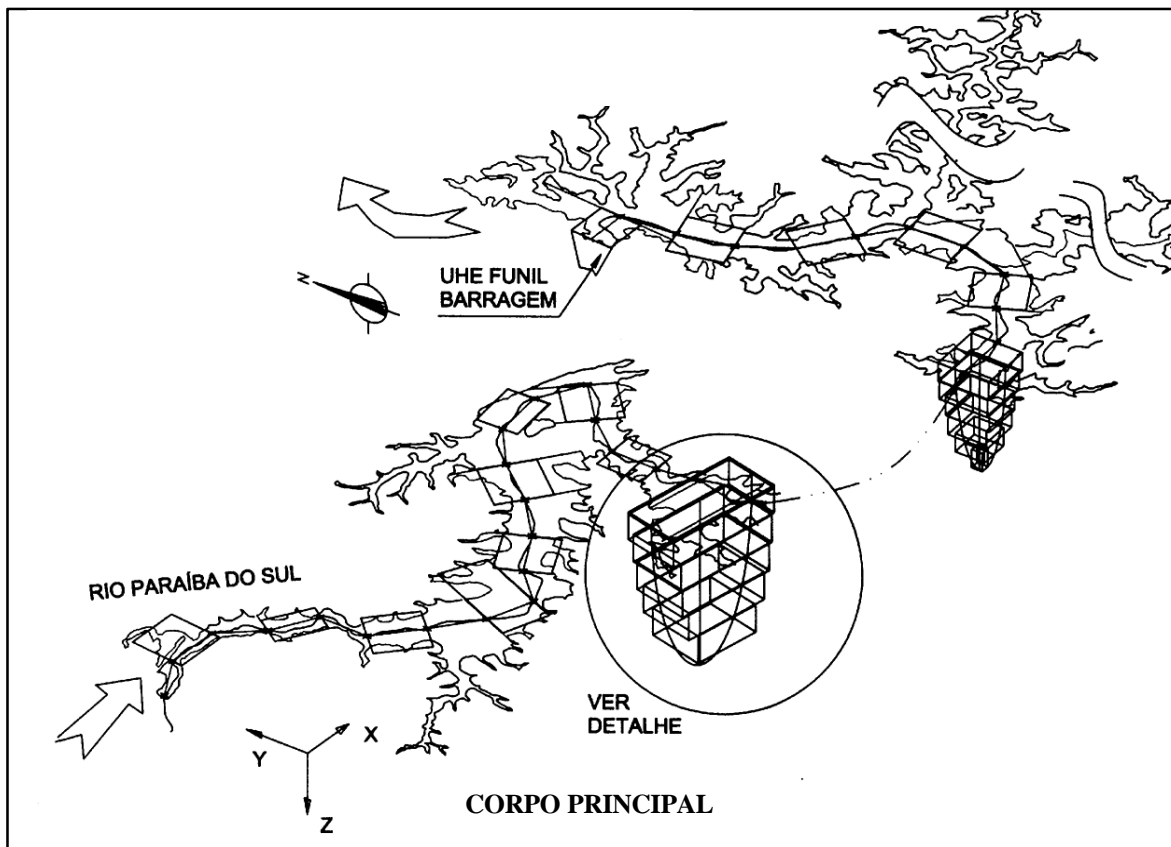 UHE FUNIL
BARRAGEM
N
RIO PARAÍBA DO SUL
VER
DETALHE
X
Y
Z
CORPO PRINCIPAL